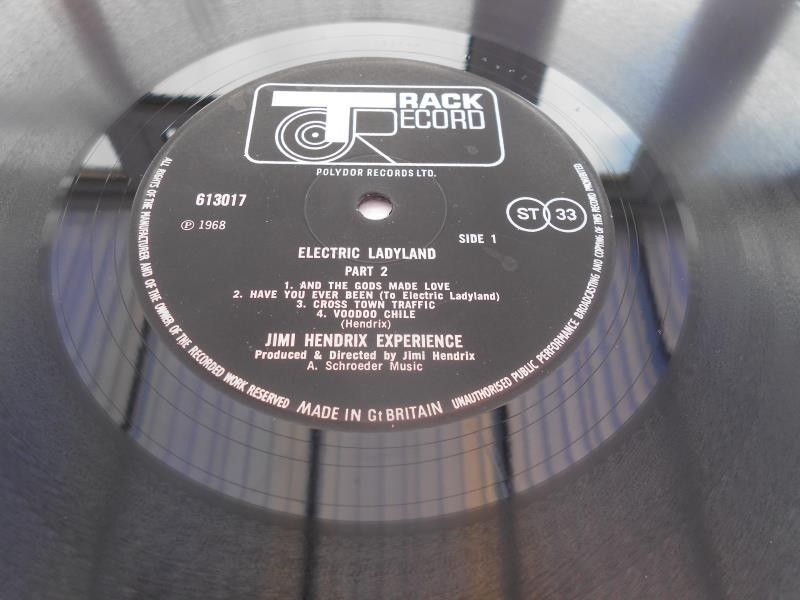 TRACK
RECORD
POLYDOR RECORDS LTD.
613017
℗ 1968
ST 33
SIDE 1
ELECTRIC LADYLAND
PART 2
1. AND THE GODS MADE LOVE
2. HAVE YOU EVER BEEN (To Electric Ladyland)
3. CROSS TOWN TRAFFIC
4. VOODOO CHILE
(Hendrix)
JIMI HENDRIX EXPERIENCE
Produced & Directed by Jimi Hendrix
A. Schroeder Music
ALL RIGHTS OF THE MANUFACTURER AND OF THE OWNER OF THE RECORDED WORK RESERVED
MADE IN Gt BRITAIN
UNAUTHORISED PUBLIC PERFORMANCE BROADCASTING AND COPYING OF THIS RECORD PROHIBITED